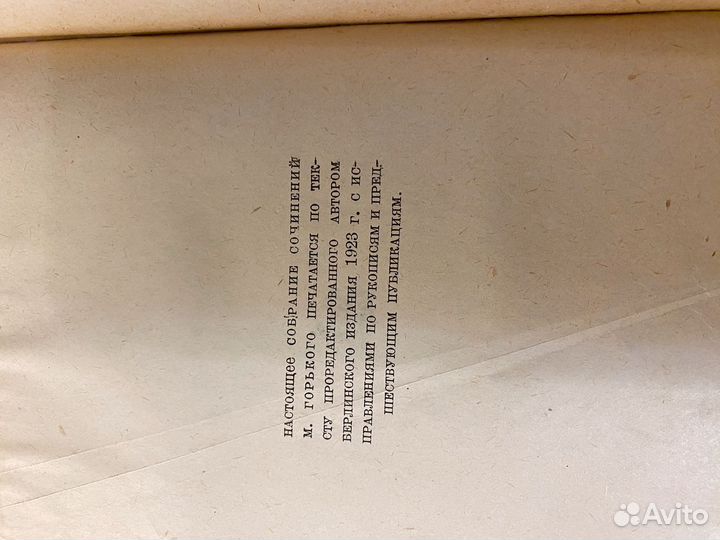 НАСТОЯЩЕЕ СОБРАНИЕ СОЧИНЕНИЙ
М. ГОРЬКОГО ПЕЧАТАЕТСЯ ПО ТЕК-
СТУ ПРОРЕДАКТИРОВАННОГО АВТОРОМ
БЕРЛИНСКОГО ИЗДАНИЯ 1923 г. С ИС-
ПРАВЛЕНИЯМИ ПО РУКОПИСЯМ И ПРЕД-
ШЕСТВУЮЩИМ ПУБЛИКАЦИЯМ.
Avito